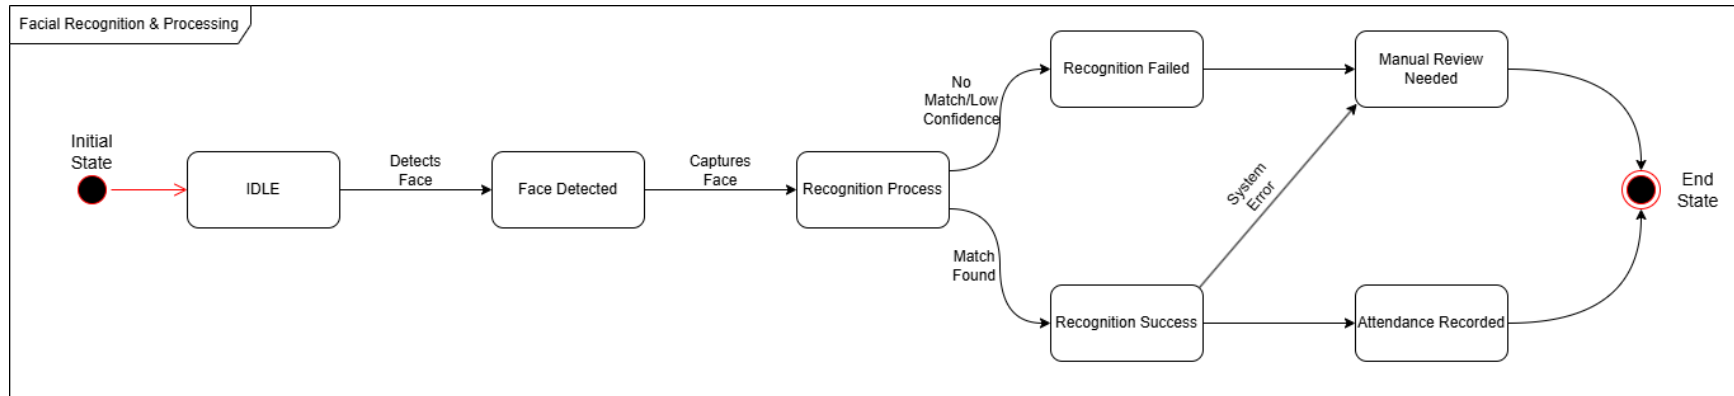 Facial Recognition & Processing
Initial
State
IDLE
Detects
Face
Face Detected
Captures
Face
Recognition Process
No
Match/Low
Confidence
Match
Found
Recognition Failed
Recognition Success
System
Error
Manual Review
Needed
Attendance Recorded
End
State